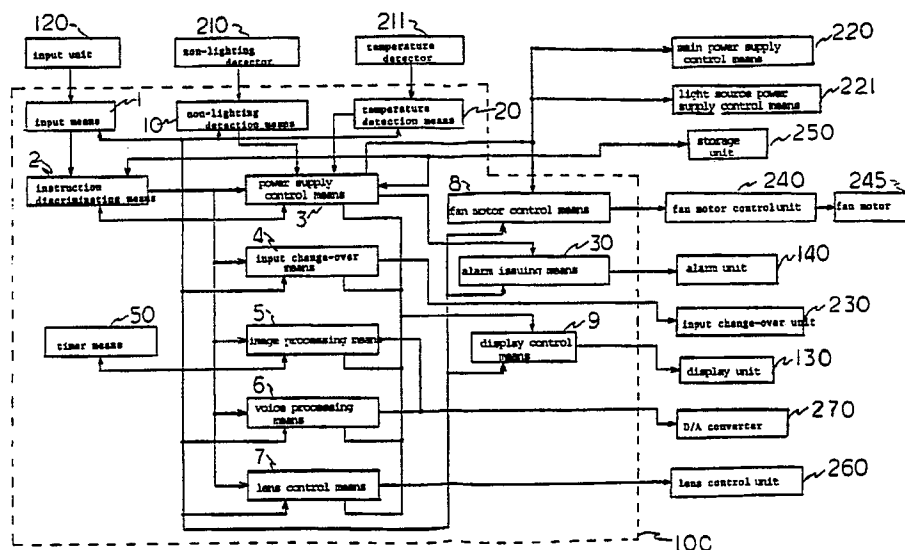 120
input unit
210
non-lighting
detector
211
temperature
detector
main power supply
control means
220
light source power
supply control means
221
storage
unit
250
1
input means
10
non-lighting
detection means
temperature
detection means
20
2
instruction
discriminating means
power supply
control means
3
8
fan motor control means
240
fan motor control unit
245
fan motor
4
input change-over
means
30
alarm issuing means
alarm unit
140
50
timer means
5
image processing means
9
display control
means
230
input change-over unit
display unit
130
6
voice processing
means
D/A converter
270
7
lens control means
lens control unit
260
100